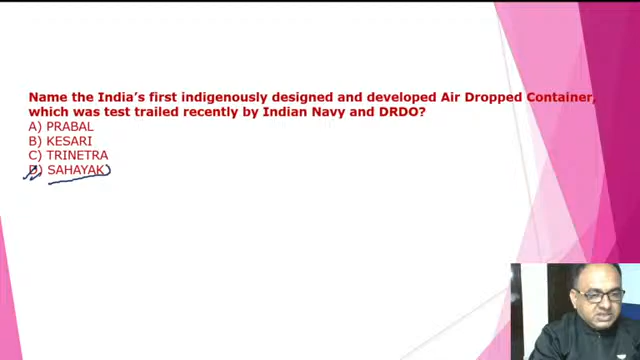 Name the India's first indigenously designed and developed Air Dropped Container,
which was test trailed recently by Indian Navy and DRDO?
A) PRABAL
B) KESARI
C) TRINETRA
D) SAHAYAK